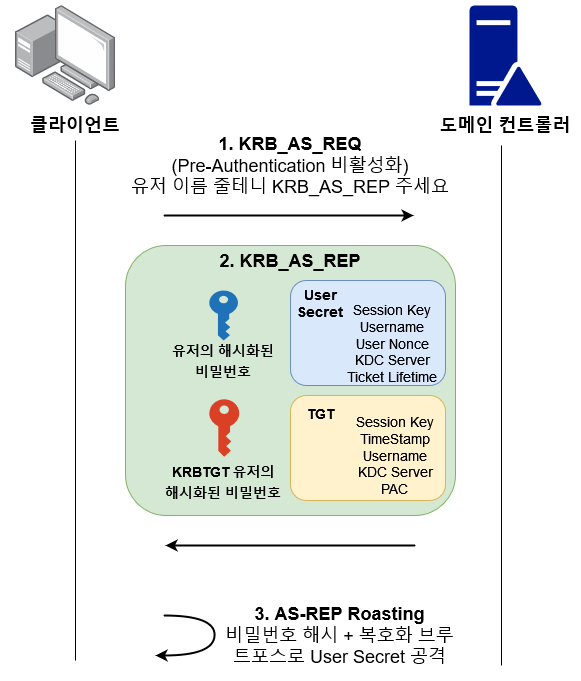 클라이언트
도메인 컨트롤러
1. KRB_AS_REQ
(Pre-Authentication 비활성화)
유저 이름 줄테니 KRB_AS_REP 주세요
2. KRB_AS_REP
유저의 해시화된
비밀번호
User
Secret
Session Key
Username
User Nonce
KDC Server
Ticket Lifetime
KRBTGT 유저의
해시화된 비밀번호
TGT
Session Key
TimeStamp
Username
KDC Server
PAC
3. AS-REP Roasting
비밀번호 해시 + 복호화 브루
트포스로 User Secret 공격